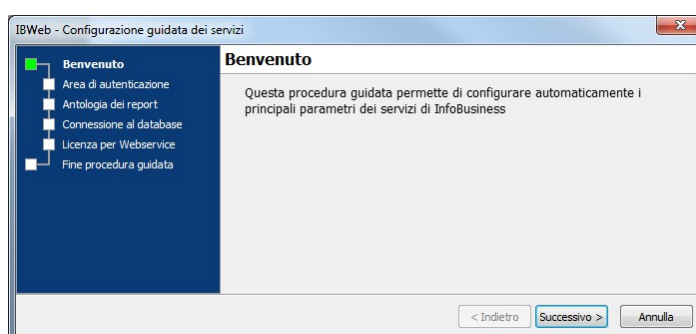 IBWeb - Configurazione guidata dei servizi
Benvenuto
Area di autenticazione
Antologia dei report
Connessione al database
Licenza per Webservice
Fine procedura guidata
Benvenuto
Questa procedura guidata permette di configurare automaticamente i
principali parametri dei servizi di InfoBusiness
< Indietro Successivo > Annulla